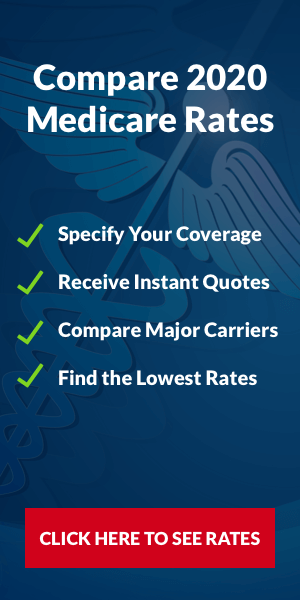 Compare 2020
Medicare Rates
Specify Your Coverage
Receive Instant Quotes
Compare Major Carriers
Find the Lowest Rates
CLICK HERE TO SEE RATES